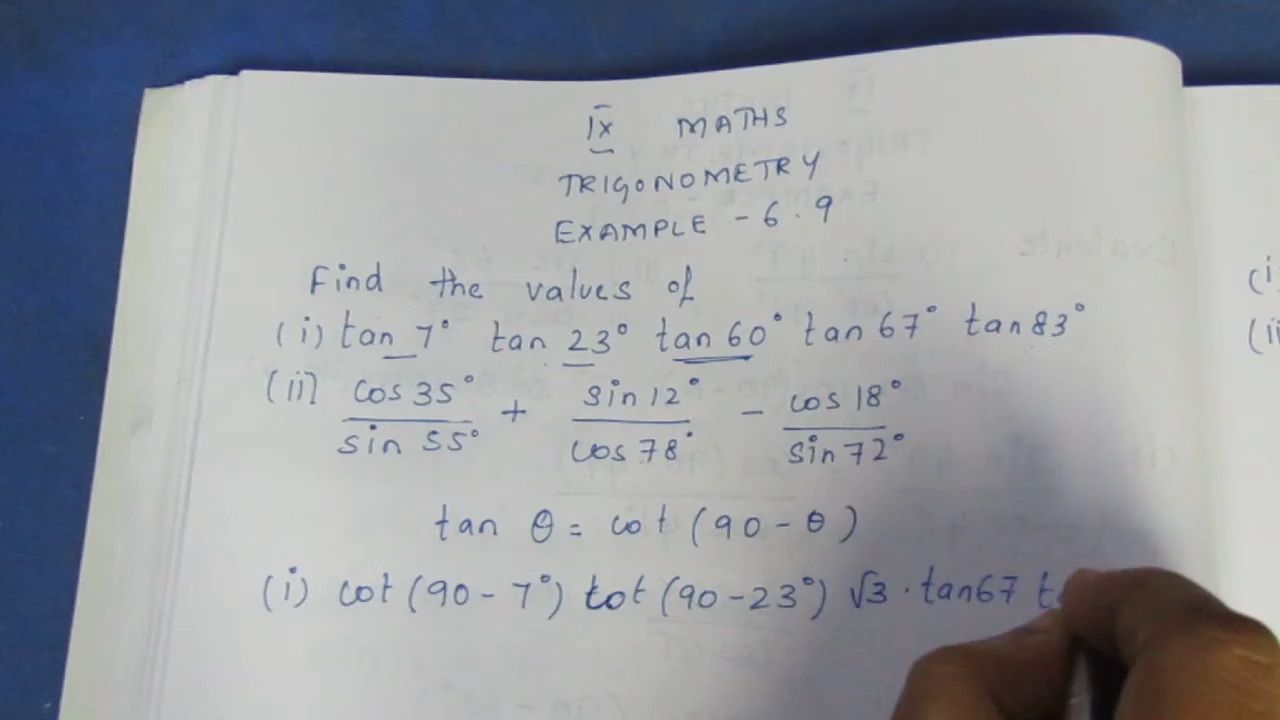 IX MATHS
TRIGONOMETRY
EXAMPLE - 6.9
Find the values of
(i) tan 7° tan 23° tan 60° tan 67° tan 83°
(ii) cos 35° / sin 55° + sin 12° / cos 78° - cos 18° / sin 72°
tan θ = cot (90 - θ)
(i) cot (90 - 7°) tot (90 - 23°) √3 . tan67 t
(i
(ii